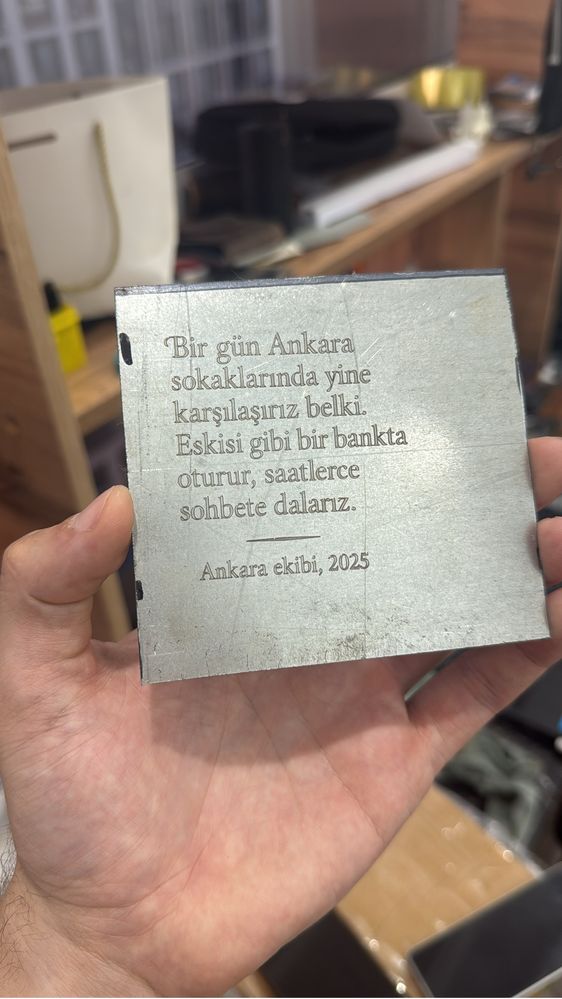 Bir gün Ankara
sokaklarında yine
karşılaşırız belki.
Eskisi gibi bir bankta
oturur, saatlerce
sohbete dalarız.
Ankara ekibi, 2025